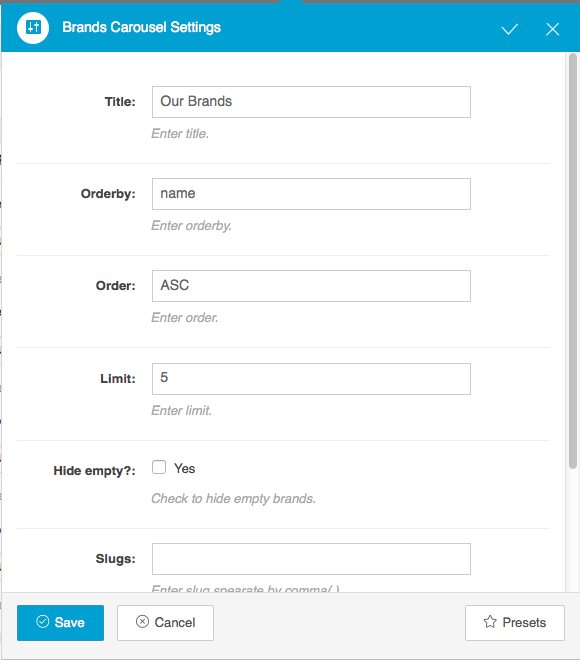 Brands Carousel Settings
Title: Our Brands
Enter title.
Orderby: name
Enter orderby.
Order: ASC
Enter order.
Limit: 5
Enter limit.
Hide empty?: Yes
Check to hide empty brands.
Slugs:
Enter slug spearate by comma(,)
Save Cancel Presets